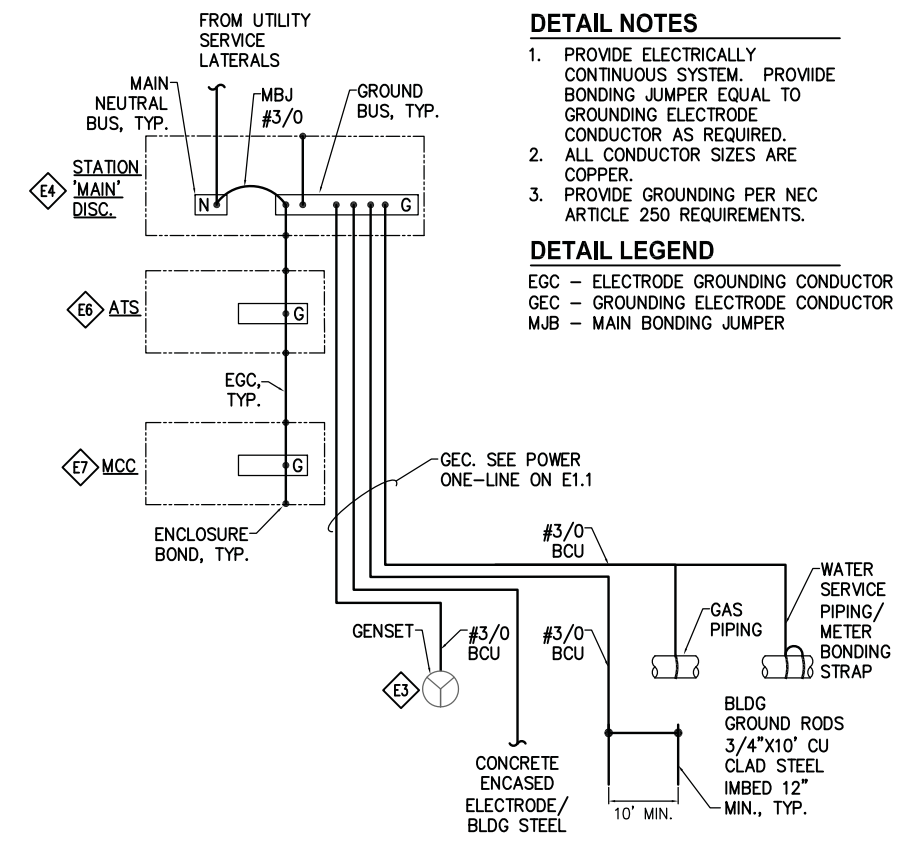 FROM UTILITY
SERVICE
LATERALS
MAIN
NEUTRAL
BUS, TYP.
MBJ
#3/0
GROUND
BUS, TYP.
E4
STATION
'MAIN'
DISC.
N
G
E6
ATS
G
EGC,
TYP.
E7
MCC
G
ENCLOSURE
BOND, TYP.
GEC. SEE POWER
ONE-LINE ON E1.1
#3/0
BCU
GENSET
#3/0
BCU
E3
#3/0
BCU
GAS
PIPING
WATER
SERVICE
PIPING/
METER
BONDING
STRAP
CONCRETE
ENCASED
ELECTRODE/
BLDG STEEL
10' MIN.
BLDG
GROUND RODS
3/4"X10' CU
CLAD STEEL
IMBED 12"
MIN., TYP.
DETAIL NOTES
1. PROVIDE ELECTRICALLY
CONTINUOUS SYSTEM. PROVIIDE
BONDING JUMPER EQUAL TO
GROUNDING ELECTRODE
CONDUCTOR AS REQUIRED.
2. ALL CONDUCTOR SIZES ARE
COPPER.
3. PROVIDE GROUNDING PER NEC
ARTICLE 250 REQUIREMENTS.
DETAIL LEGEND
EGC – ELECTRODE GROUNDING CONDUCTOR
GEC – GROUNDING ELECTRODE CONDUCTOR
MJB – MAIN BONDING JUMPER